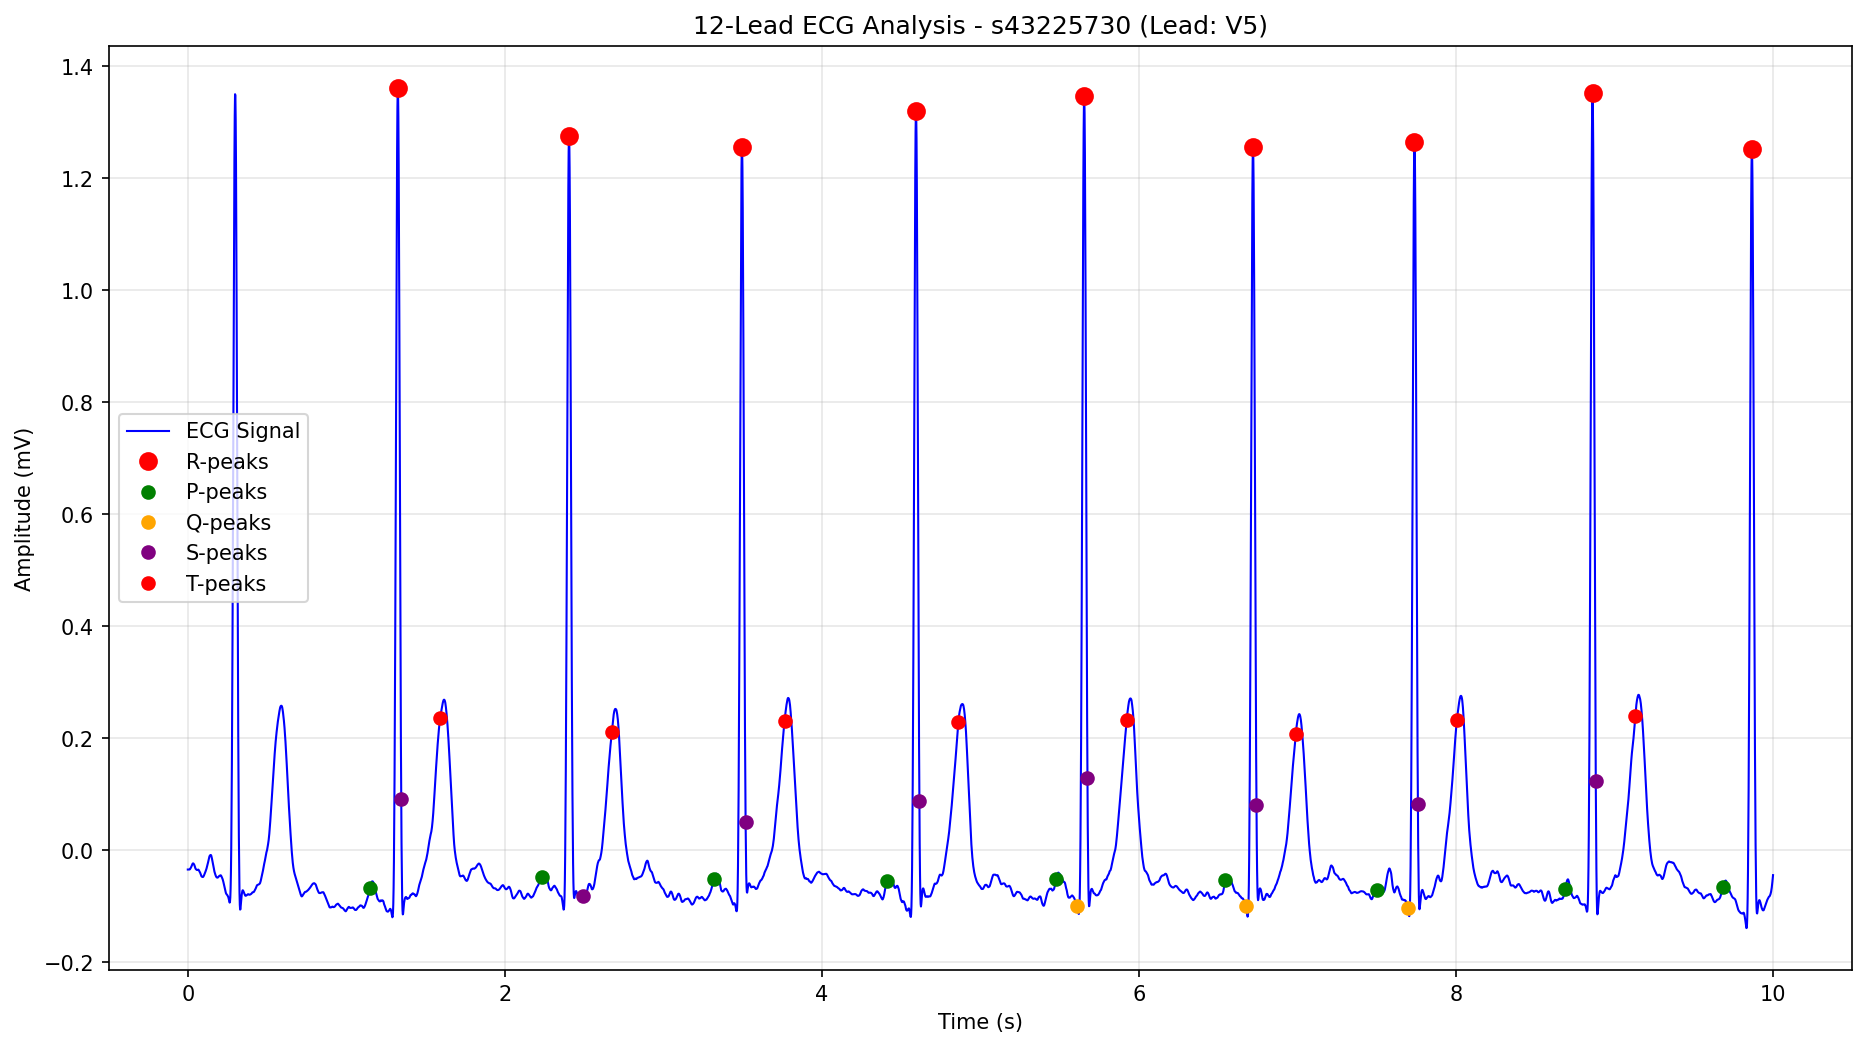 12-Lead ECG Analysis - s43225730 (Lead: V5)
1.4
1.2
1.0
0.8
0.6
0.4
0.2
0.0
−0.2
Amplitude (mV)
ECG Signal
R-peaks
P-peaks
Q-peaks
S-peaks
T-peaks
0 2 4 6 8 10
Time (s)